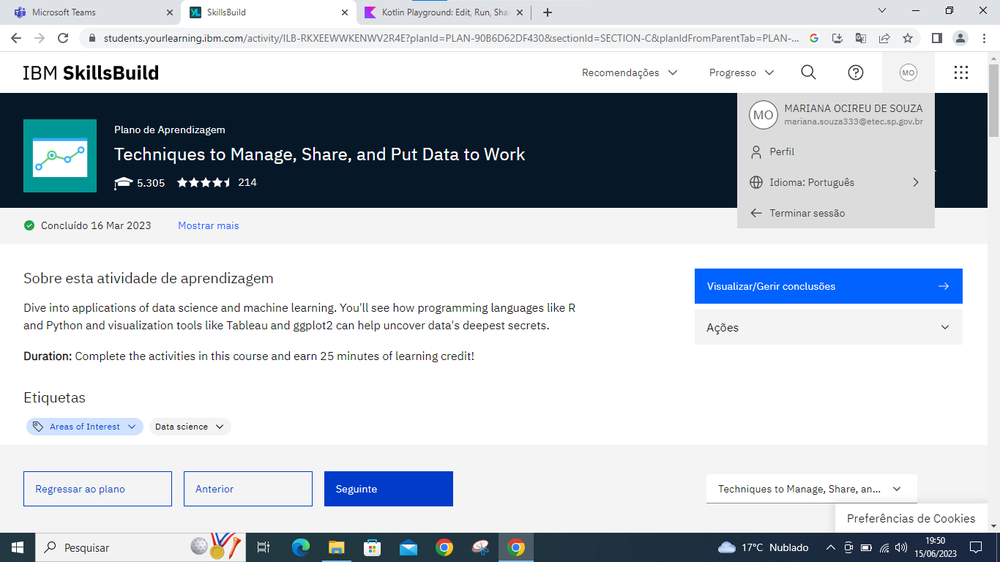 Microsoft Teams
SkillsBuild
Kotlin Playground: Edit, Run, Sha
students.yourlearning.ibm.com/activity/ILB-RKXEEWWKENWV2R4E?planId=PLAN-90B6D62DF430&sectionId=SECTION-C&planIdFromParentTab=PLAN-...
IBM SkillsBuild
Recomendações
Progresso
MO
MO
MARIANA OCIREU DE SOUZA
mariana.souza333@etec.sp.gov.br
Perfil
Idioma: Português
Terminar sessão
Plano de Aprendizagem
Techniques to Manage, Share, and Put Data to Work
5.305
214
Concluído 16 Mar 2023
Mostrar mais
Sobre esta atividade de aprendizagem
Dive into applications of data science and machine learning. You'll see how programming languages like R
and Python and visualization tools like Tableau and ggplot2 can help uncover data's deepest secrets.
Duration: Complete the activities in this course and earn 25 minutes of learning credit!
Visualizar/Gerir conclusões
Ações
Etiquetas
Areas of Interest
Data science
Regressar ao plano
Anterior
Seguinte
Techniques to Manage, Share, an...
Preferências de Cookies
Pesquisar
17°C Nublado
19:50
15/06/2023